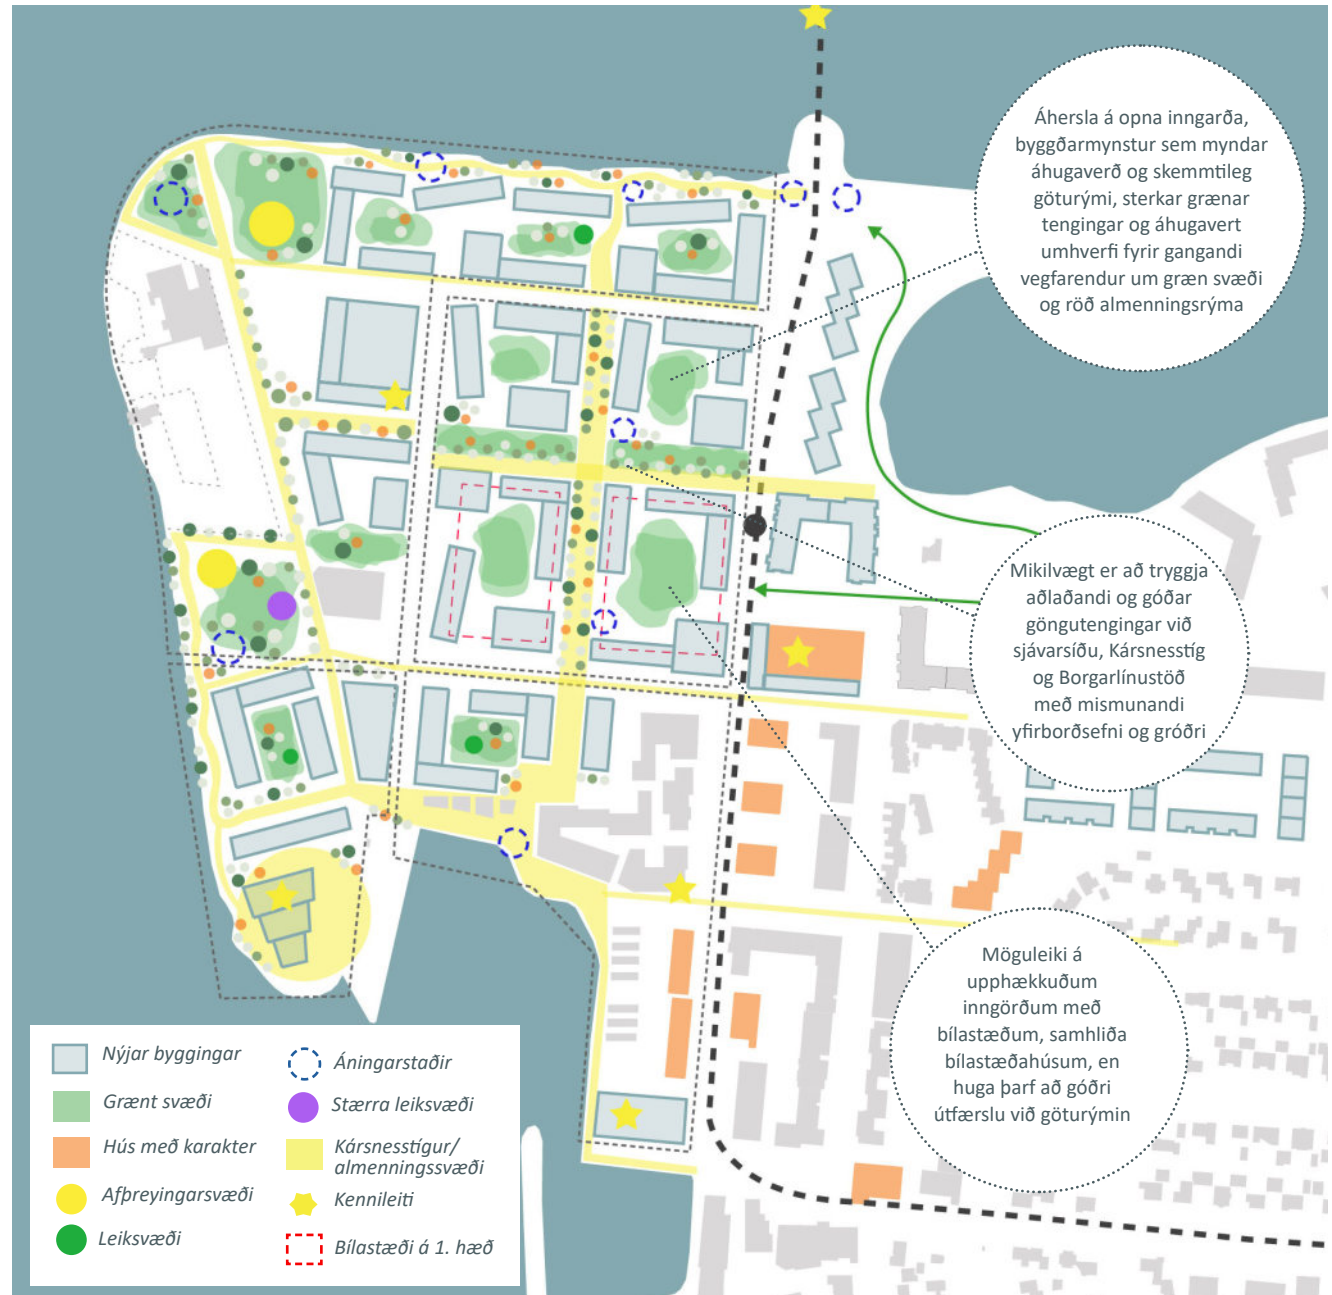 Áhersla á opna inngarða,
byggðarmynstur sem myndar
áhugaverð og skemmtileg
göturými, sterkar grænar
tengingar og áhugavert
umhverfi fyrir gangandi
vegfarendur um græn svæði
og röð almenningsrýma
Mikilvægt er að tryggja
aðlaðandi og góðar
göngutengingar við
sjávarsíðu, Kársnesstíg
og Borgarlínustöð
með mismunandi
yfirborðsefni og gróðri
Möguleiki á
upphækkuðum
inngörðum með
bílastæðum, samhliða
bílastæðahúsum, en
huga þarf að góðri
útfærslu við göturýmin
Nýjar byggingar
Grænt svæði
Hús með karakter
Afþreyingarsvæði
Leiksvæði
Áningarstaðir
Stærra leiksvæði
Kársnesstígur/
almenningssvæði
Kennileiti
Bílastæði á 1. hæð